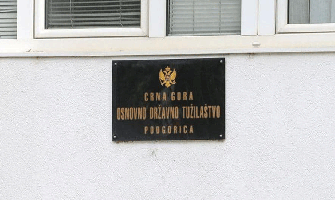 CRNA GORA
OSNOVNO DRŽAVNO TUŽILAŠTVO
PODGORICA